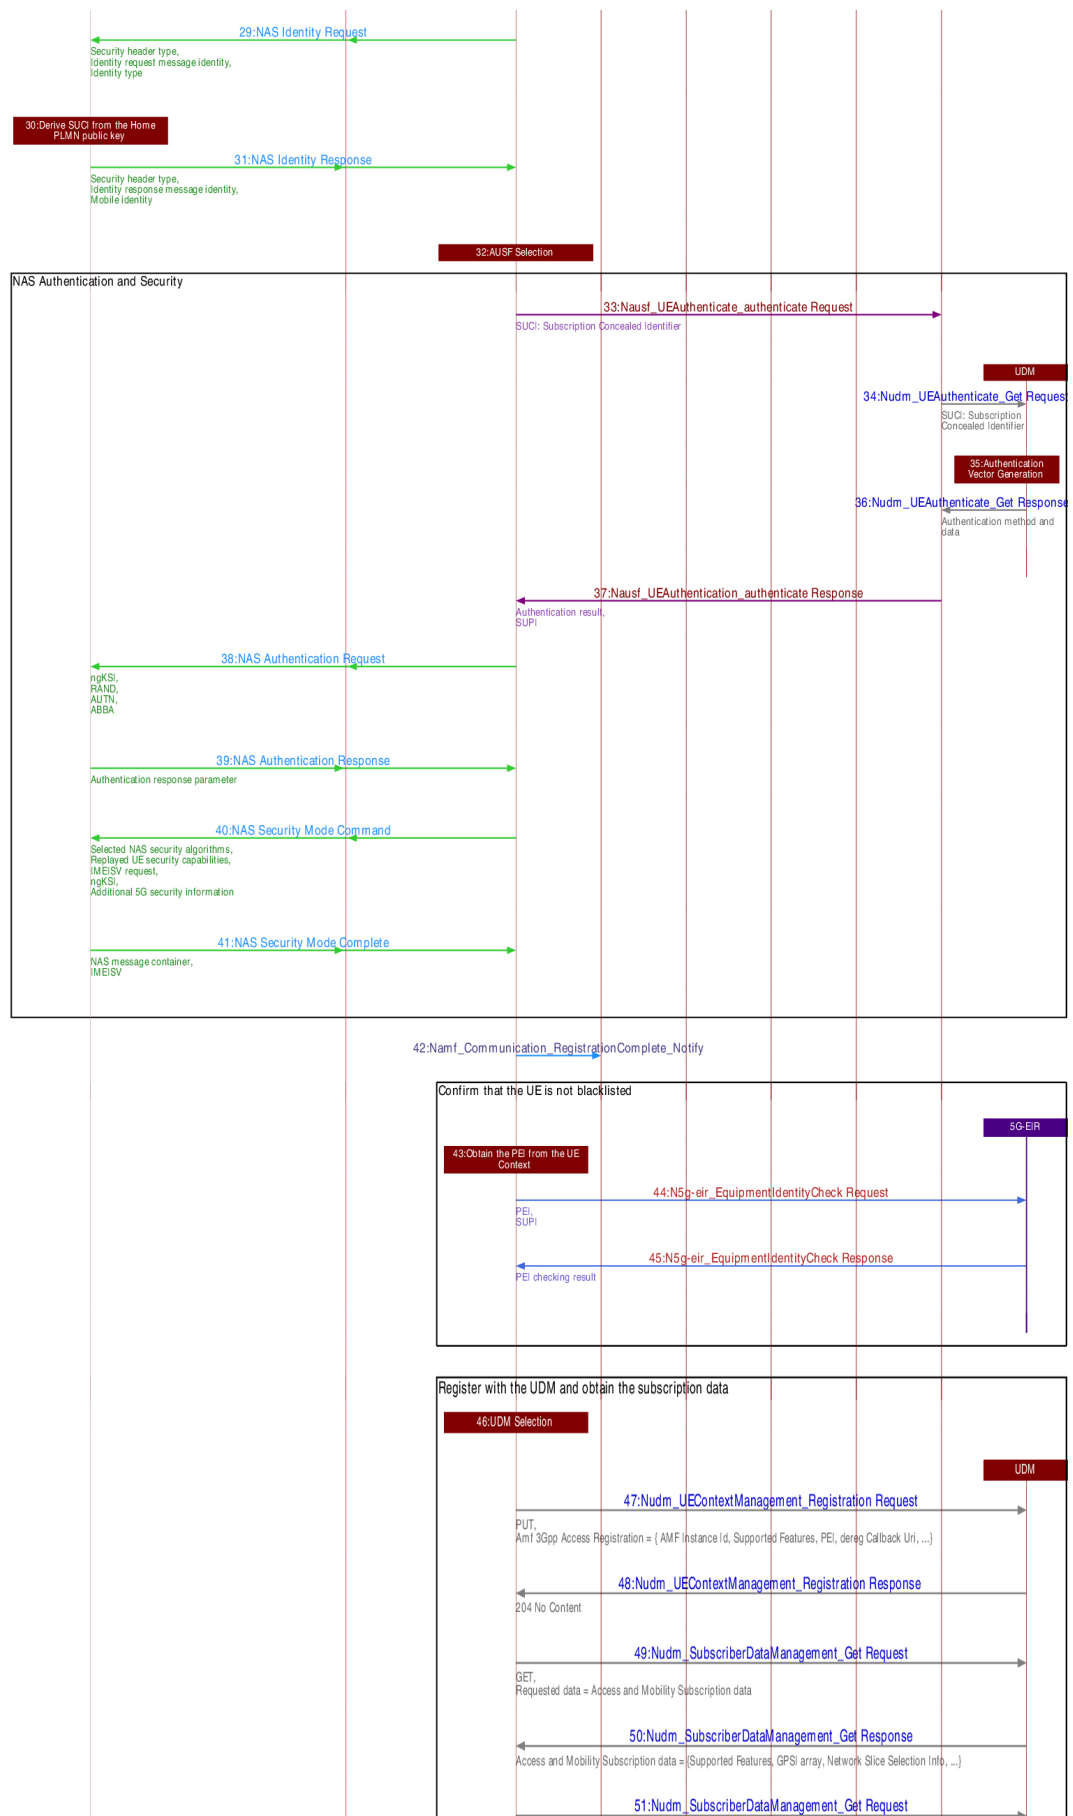 29:NAS Identity Request
Security header type,
Identity request message identity,
Identity type
30:Derive SUCI from the Home
PLMN public key
31:NAS Identity Response
Security header type,
Identity response message identity,
Mobile identity
32:AUSF Selection
NAS Authentication and Security
33:Nausf_UEAuthenticate_authenticate Request
SUCI: Subscription Concealed Identifier
UDM
34:Nudm_UEAuthenticate_Get Request
SUCI: Subscription
Concealed Identifier
35:Authentication
Vector Generation
36:Nudm_UEAuthenticate_Get Response
Authentication method and
data
37:Nausf_UEAuthentication_authenticate Response
Authentication result,
SUPI
38:NAS Authentication Request
ngKSI,
RAND,
AUTN,
ABBA
39:NAS Authentication Response
Authentication response parameter
40:NAS Security Mode Command
Selected NAS security algorithms,
Replayed UE security capabilities,
IMEISV request,
ngKSI,
Additional 5G security information
41:NAS Security Mode Complete
NAS message container,
IMEISV
42:Namf_Communication_RegistrationComplete_Notify
Confirm that the UE is not blacklisted
5G-EIR
43:Obtain the PEI from the UE
Context
44:N5g-eir_EquipmentIdentityCheck Request
PEI,
SUPI
45:N5g-eir_EquipmentIdentityCheck Response
PEI checking result
Register with the UDM and obtain the subscription data
46:UDM Selection
UDM
47:Nudm_UEContextManagement_Registration Request
PUT,
Amf 3Gpp Access Registration = { AMF Instance Id, Supported Features, PEI, dereg Callback Uri, ...}
48:Nudm_UEContextManagement_Registration Response
204 No Content
49:Nudm_SubscriberDataManagement_Get Request
GET,
Requested data = Access and Mobility Subscription data
50:Nudm_SubscriberDataManagement_Get Response
Access and Mobility Subscription data = {Supported Features, GPSI array, Network Slice Selection Info, ...}
51:Nudm_SubscriberDataManagement_Get Request